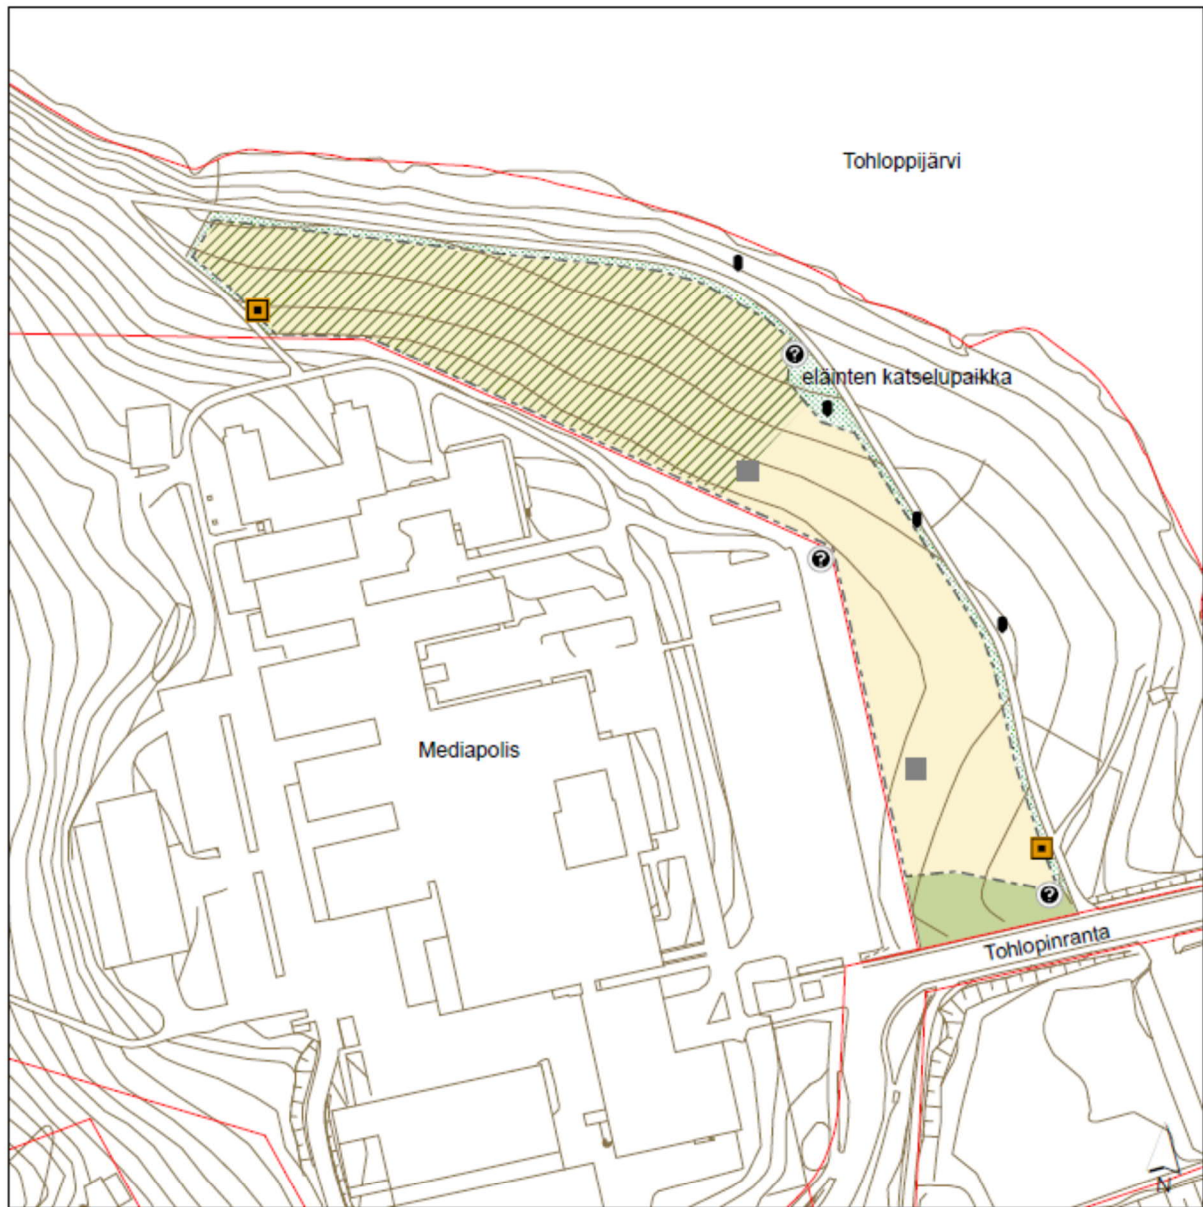 Tohloppijärvi
?
eläinten katselupaikka
?
Mediapolis
?
Tohlopinranta
N